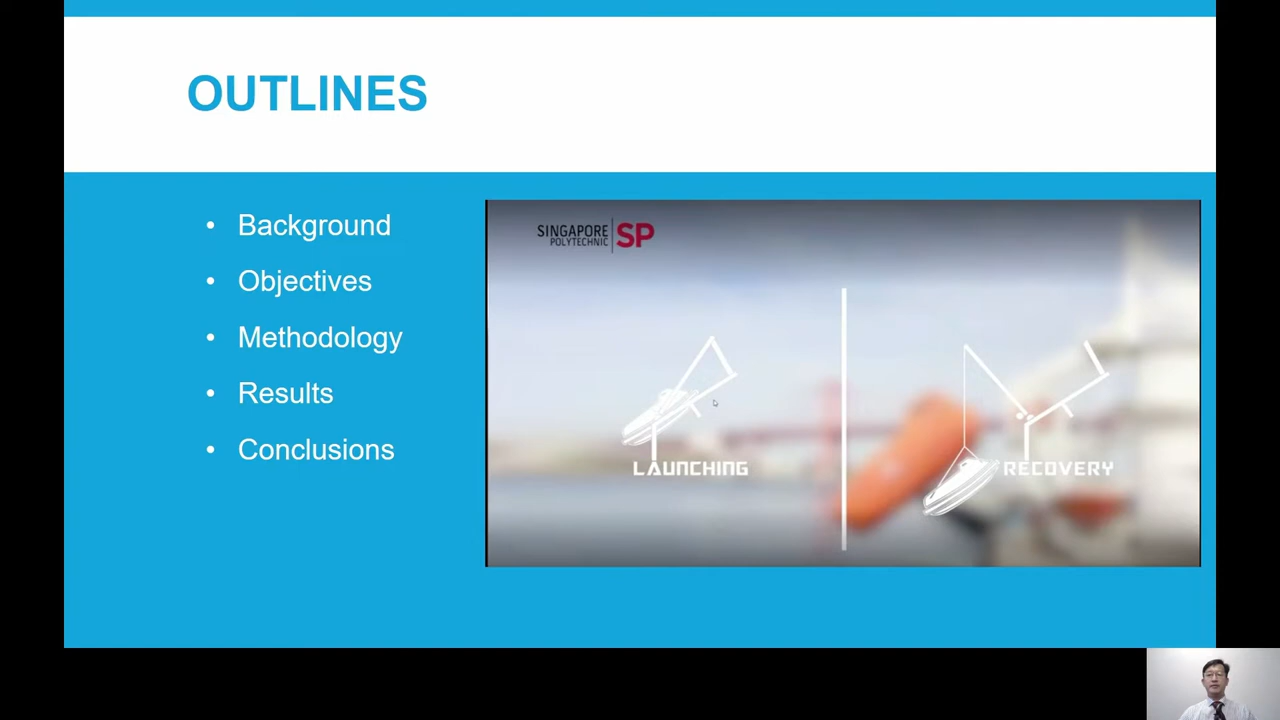 OUTLINES
• Background
• Objectives
• Methodology
• Results
• Conclusions
SINGAPORE
POLYTECHNIC
SP
LAUNCHING
RECOVERY